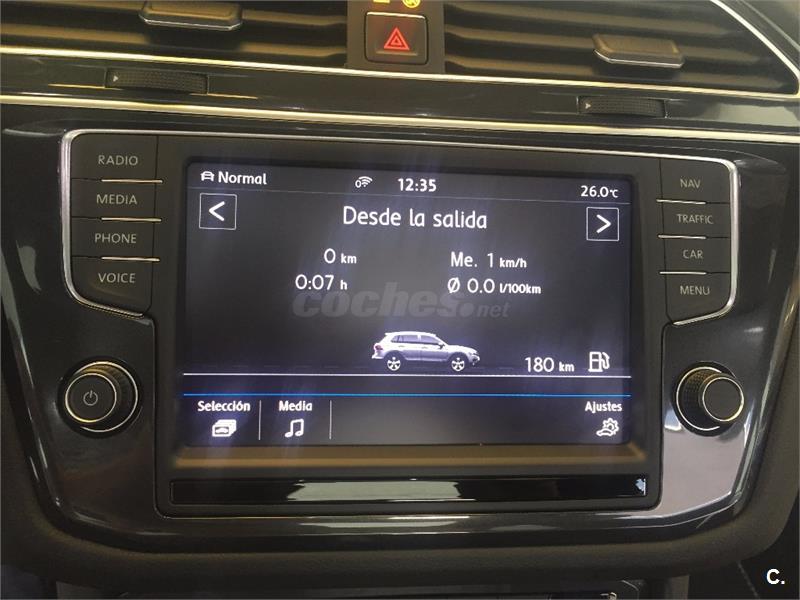 RADIO
MEDIA
PHONE
VOICE
Normal 0 12:35 26.0°C
Desde la salida
0 km Me. 1 km/h
0:07 h Ø 0.0 l/100km
coches.net
180 km
Selección Media Ajustes
NAV
TRAFFIC
CAR
MENU
C.